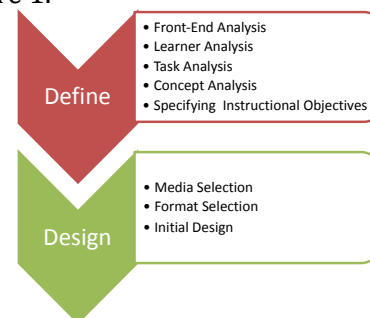 Define
• Front-End Analysis
• Learner Analysis
• Task Analysis
• Concept Analysis
• Specifying Instructional Objectives
Design
• Media Selection
• Format Selection
• Initial Design